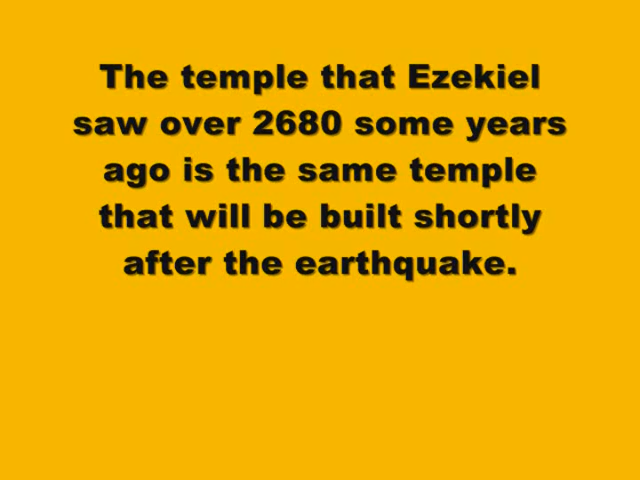 The temple that Ezekiel
saw over 2680 some years
ago is the same temple
that will be built shortly
after the earthquake.